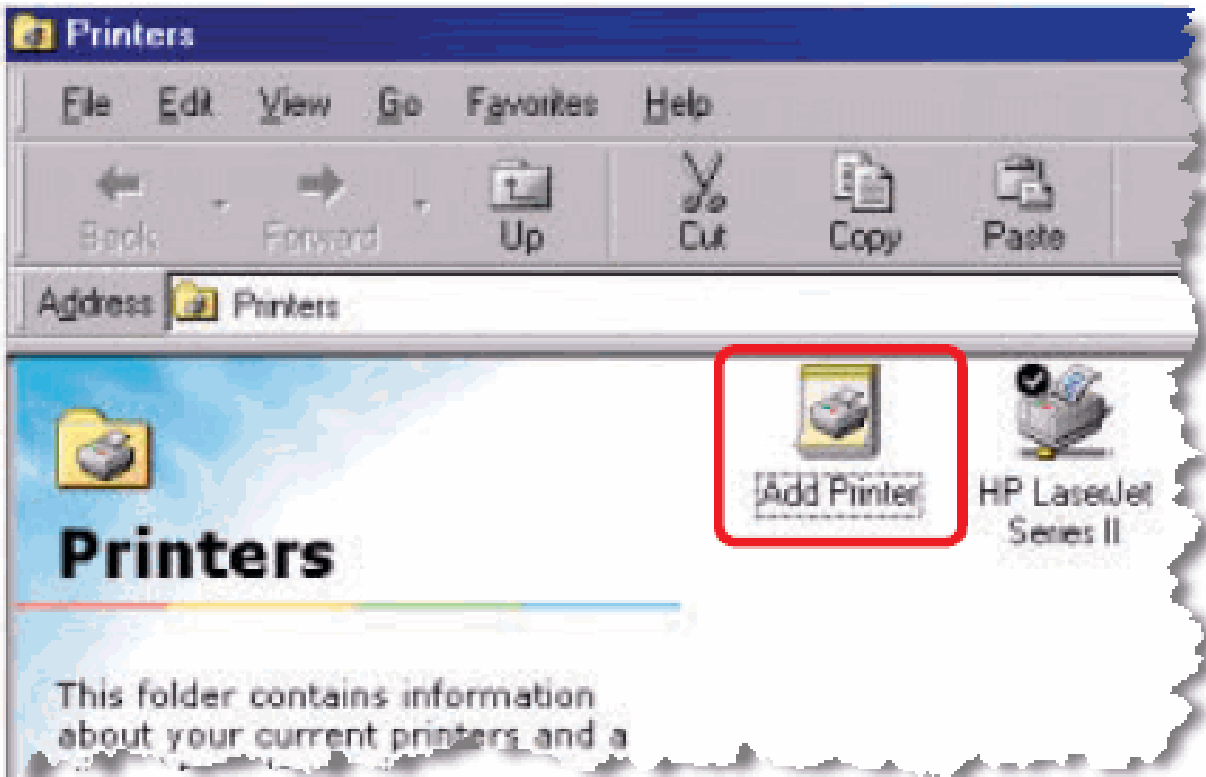 Printers
File Edit View Go Favorites Help
Back Forward Up Cut Copy Paste
Address Printers
Add Printer
HP LaserJet
Series II
Printers
This folder contains information
about your current printers and a